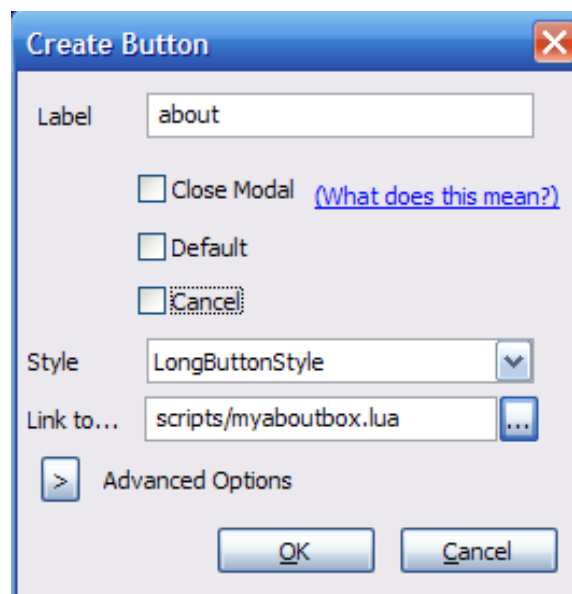 Create Button
Label about
Close Modal (What does this mean?)
Default
Cancel
Style LongButtonStyle
Link to... scripts/myaboutbox.lua ...
> Advanced Options
OK Cancel